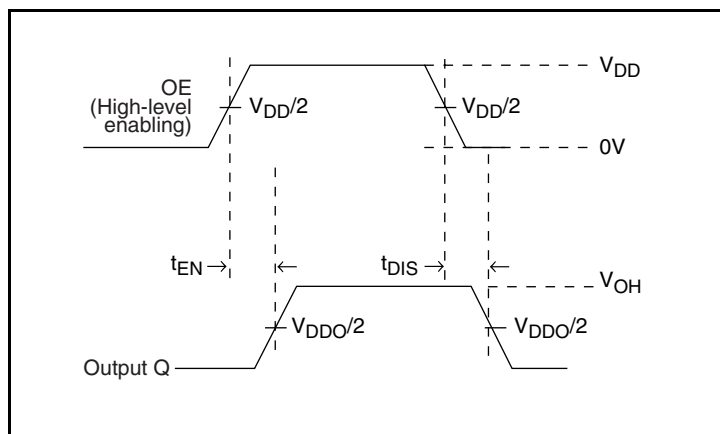 V_DD
OE
(High-level
enabling)
V_DD/2
V_DD/2
0V
t_EN
t_DIS
V_OH
V_DDO/2
V_DDO/2
Output Q